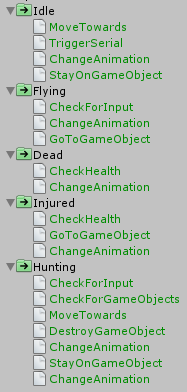 Idle
MoveTowards
TriggerSerial
ChangeAnimation
StayOnGameObject
Flying
CheckForInput
ChangeAnimation
GoToGameObject
Dead
CheckHealth
ChangeAnimation
Injured
CheckHealth
GoToGameObject
ChangeAnimation
Hunting
CheckForInput
CheckForGameObjects
MoveTowards
DestroyGameObject
ChangeAnimation
StayOnGameObject
ChangeAnimation